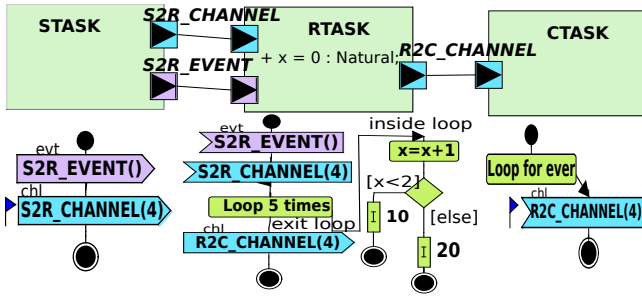 STASK
S2R_CHANNEL
S2R_EVENT
RTASK
+ x = 0 : Natural;
R2C_CHANNEL
CTASK
evt
S2R_EVENT()
chl
S2R_CHANNEL(4)
evt
S2R_EVENT()
S2R_CHANNEL(4)
Loop 5 times
exit loop
chl
R2C_CHANNEL(4)
inside loop
x=x+1
[x<2]
[else]
10
20
Loop for ever
chl
R2C_CHANNEL(4)